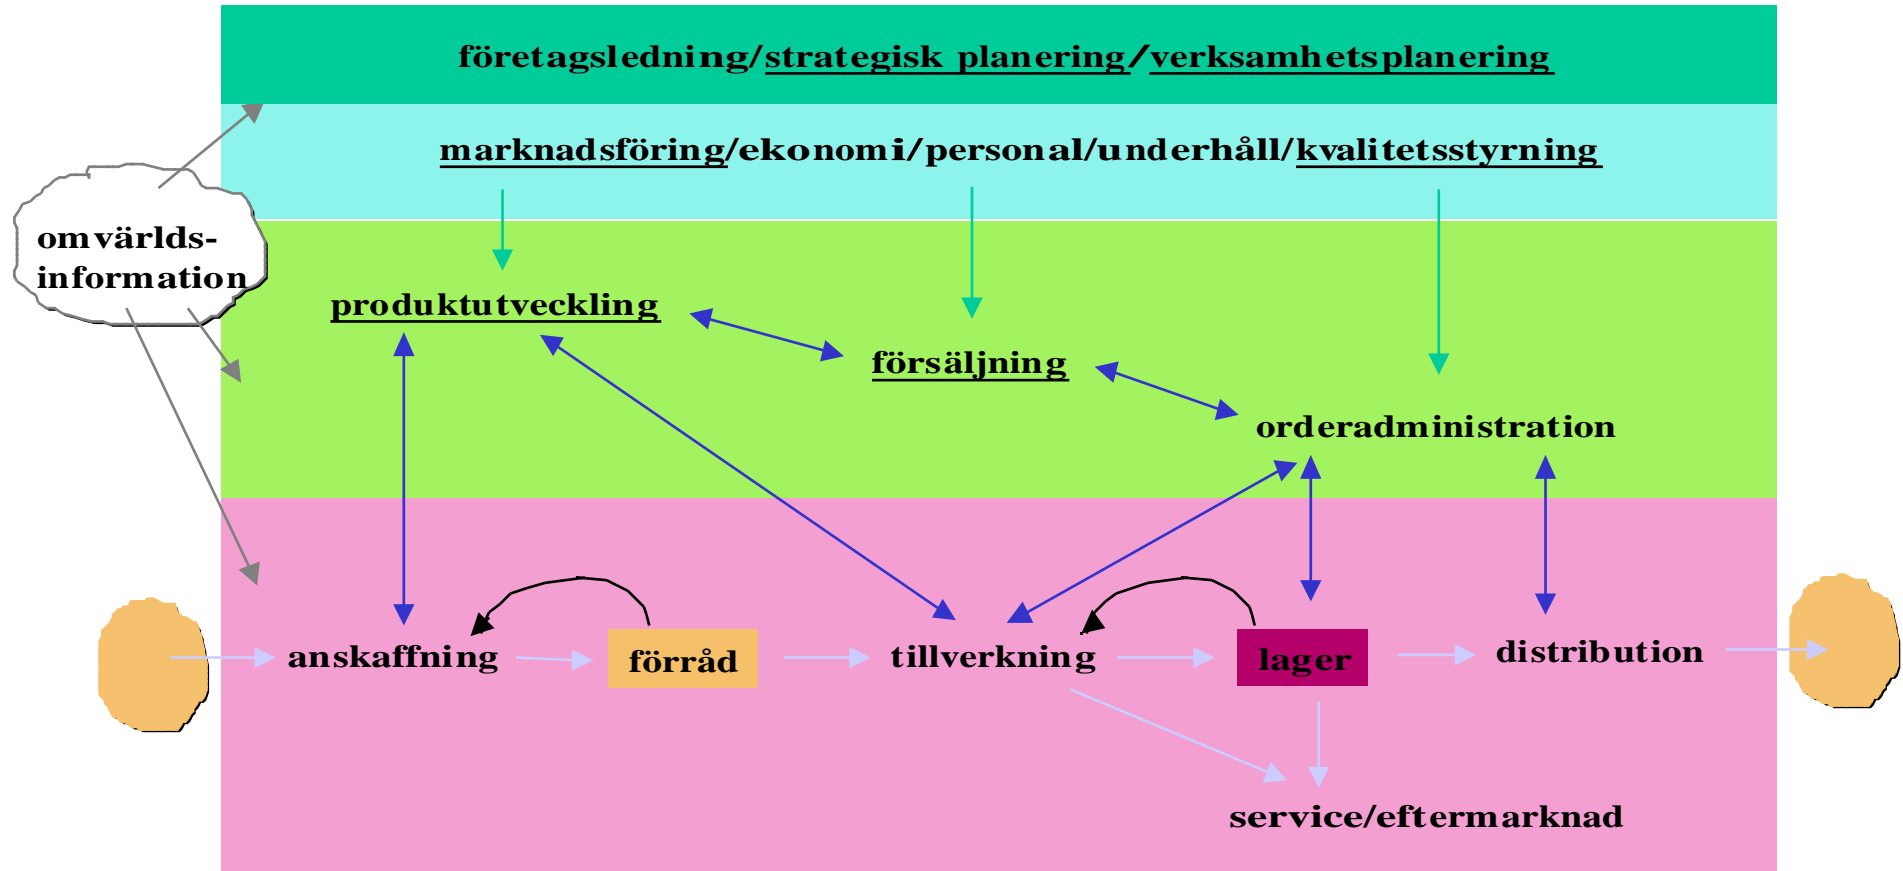 företagsledning/strategisk planering/verksamhetsplanering
marknadsföring/ekonomi/personal/underhåll/kvalitetsstyrning
omvärlds-
information
produktutveckling
försäljning
orderadministration
anskaffning
förråd
tillverkning
lager
distribution
service/eftermarknad